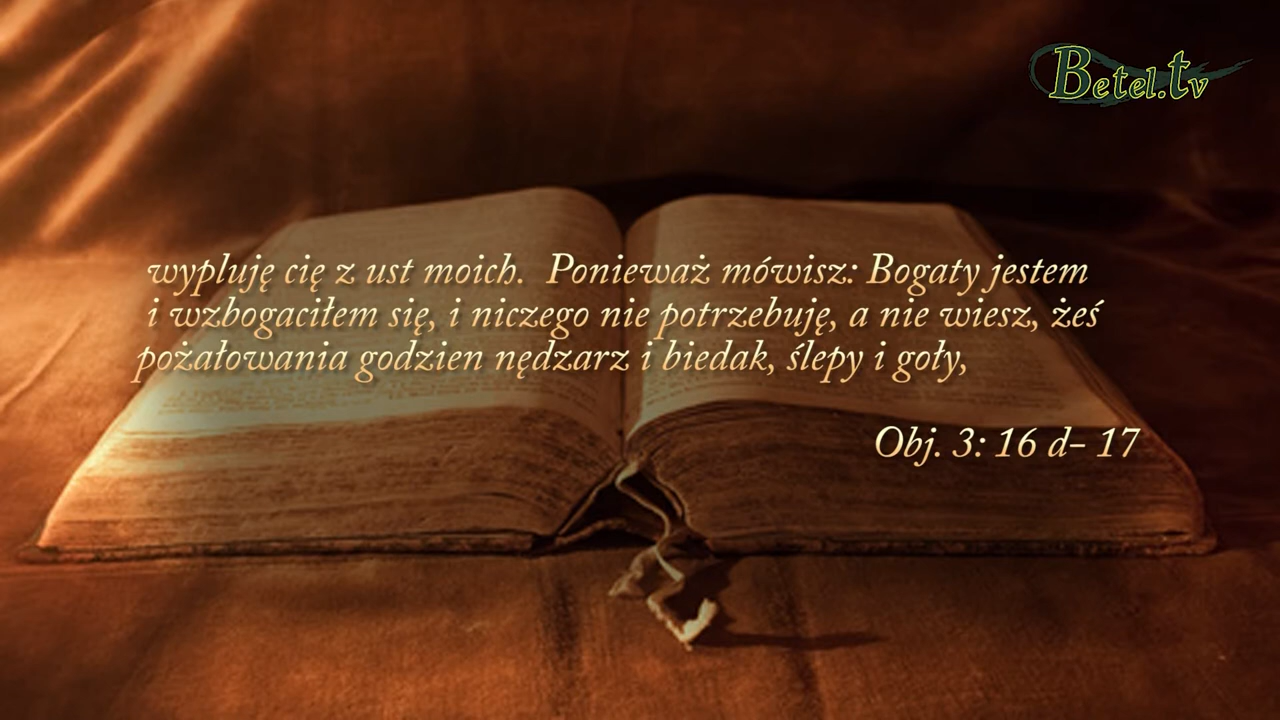 Betel.tv
wypluję cię z ust moich. Ponieważ mówisz: Bogaty jestem
i wzbogaciłem się, i niczego nie potrzebuję, a nie wiesz, żeś
pożałowania godzien nędzarz i biedak, ślepy i goły,
Obj. 3: 16 d– 17